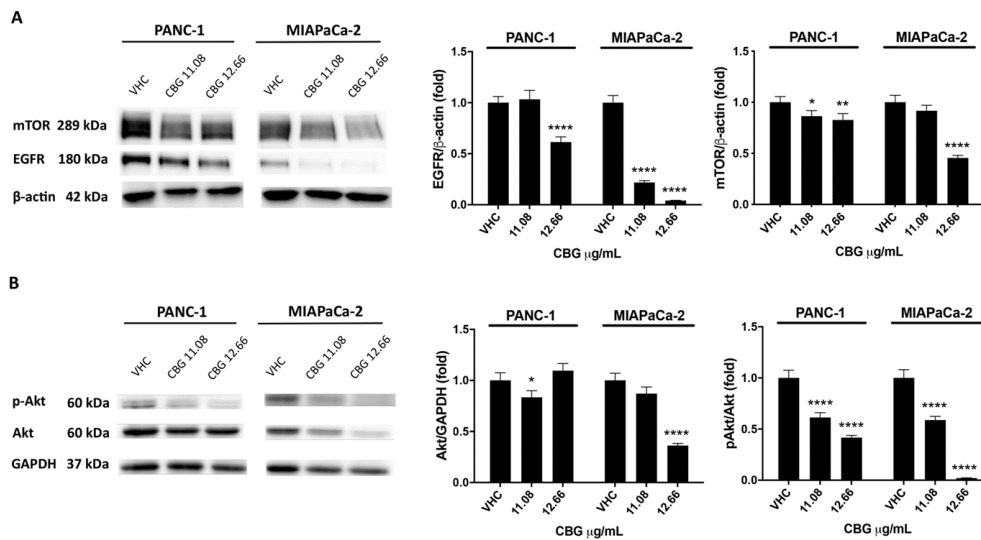 A
PANC-1 MIAPaCa-2
VHC CBG 11.08 CBG 12.66 VHC CBG 11.08 CBG 12.66
mTOR 289 kDa
EGFR 180 kDa
β-actin 42 kDa
PANC-1 MIAPaCa-2
EGFR/β-actin (fold)
1.5
1.0
0.5
0.0
****
****
****
VHC 11.08 12.66 VHC 11.08 12.66
CBG μg/mL
PANC-1 MIAPaCa-2
mTOR/β-actin (fold)
1.5
1.0
0.5
0.0
*
**
****
VHC 11.08 12.66 VHC 11.08 12.66
CBG μg/mL
B
PANC-1 MIAPaCa-2
VHC CBG 11.08 CBG 12.66 VHC CBG 11.08 CBG 12.66
p-Akt 60 kDa
Akt 60 kDa
GAPDH 37 kDa
PANC-1 MIAPaCa-2
Akt/GAPDH (fold)
1.5
1.0
0.5
0.0
*
****
VHC 11.08 12.66 VHC 11.08 12.66
CBG μg/mL
PANC-1 MIAPaCa-2
pAkt/Akt (fold)
1.5
1.0
0.5
0.0
****
****
****
****
VHC 11.08 12.66 VHC 11.08 12.66
CBG μg/mL